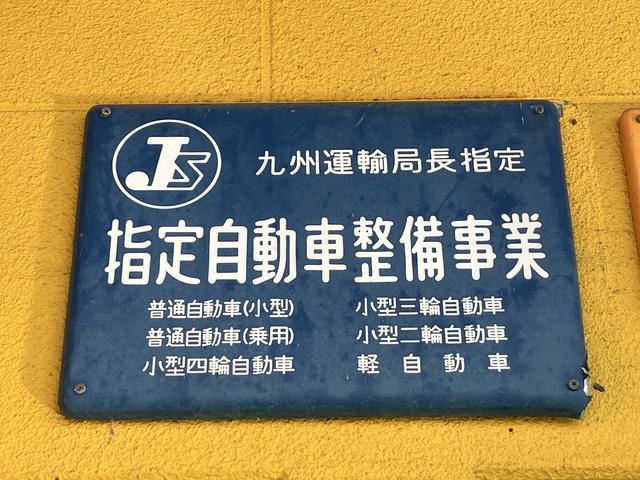 JS
九州運輸局長指定
指定自動車整備事業
普通自動車(小型)
普通自動車(乗用)
小型四輪自動車
小型三輪自動車
小型二輪自動車
軽自動車